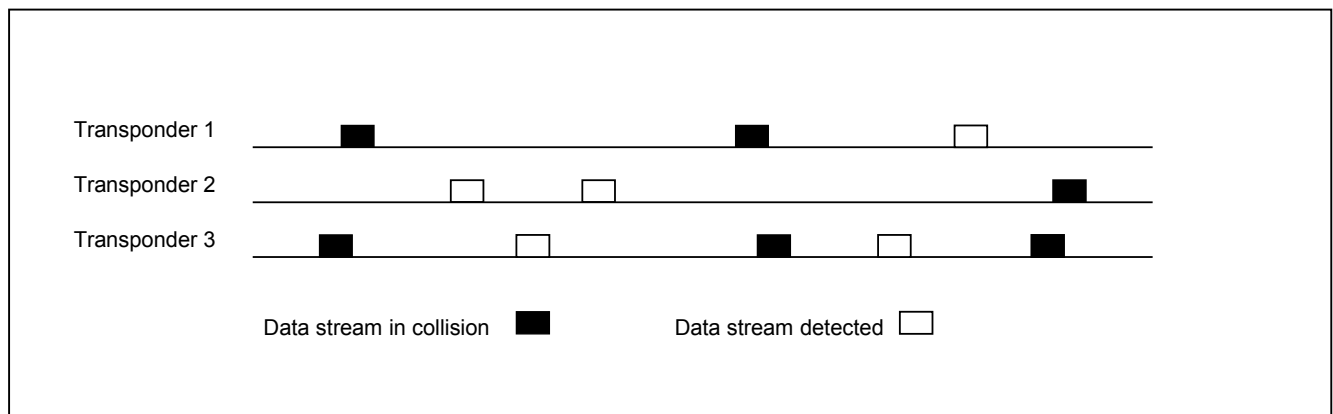 Transponder 1
Transponder 2
Transponder 3
Data stream in collision
Data stream detected